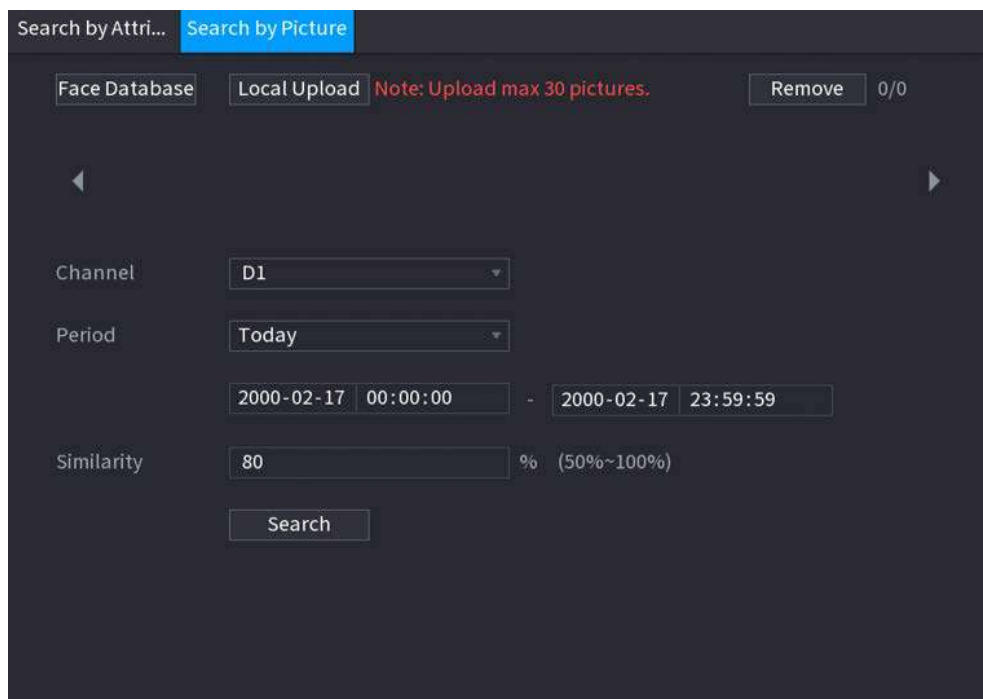 Search by Attri... Search by Picture
Face Database Local Upload Note: Upload max 30 pictures. Remove 0/0
Channel D1
Period Today
2000-02-17 00:00:00 - 2000-02-17 23:59:59
Similarity 80 % (50%~100%)
Search